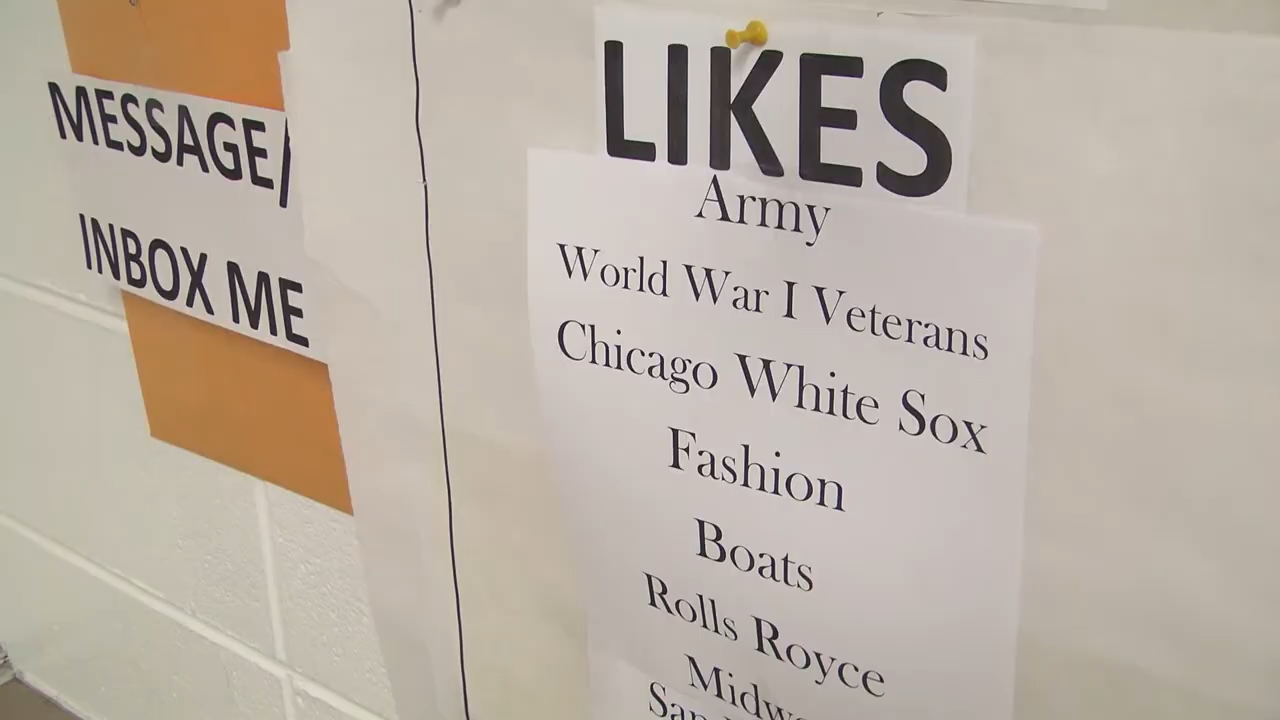 MESSAGE/
INBOX ME
LIKES
Army
World War I Veterans
Chicago White Sox
Fashion
Boats
Rolls Royce